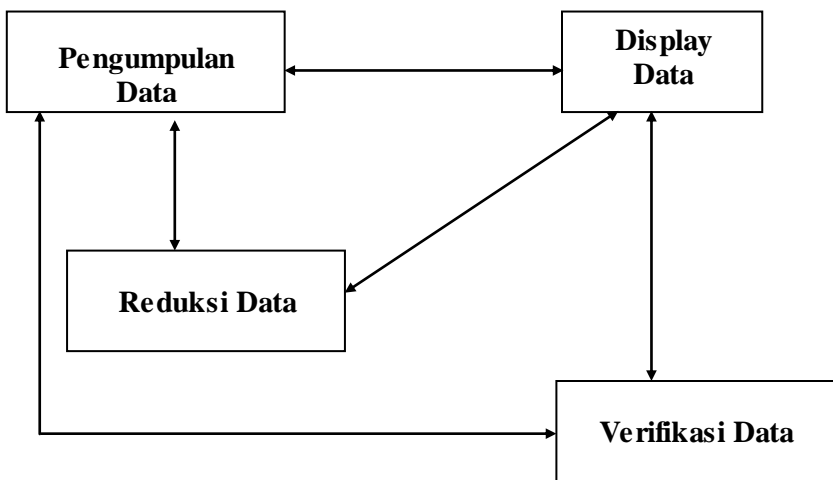 Pengumpulan
Data
Display
Data
Reduksi Data
Verifikasi Data